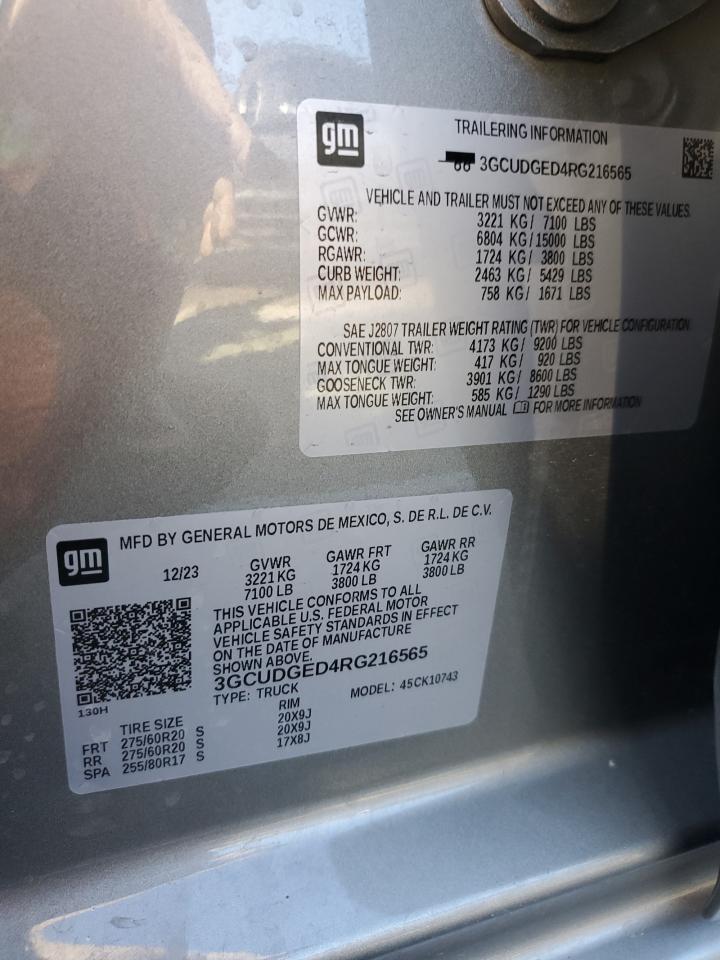 gm
TRAILERING INFORMATION
3GCUDGED4RG216565
VEHICLE AND TRAILER MUST NOT EXCEED ANY OF THESE VALUES.
GVWR: 3221 KG/ 7100 LBS
GCWR: 6804 KG/15000 LBS
RGAWR: 1724 KG/ 3800 LBS
CURB WEIGHT: 2463 KG/ 5429 LBS
MAX PAYLOAD: 758 KG/ 1671 LBS
SAE J2807 TRAILER WEIGHT RATING (TWR) FOR VEHICLE CONFIGURATION
CONVENTIONAL TWR: 4173 KG/ 9200 LBS
MAX TONGUE WEIGHT: 417 KG/ 920 LBS
GOOSENECK TWR: 3901 KG/ 8600 LBS
MAX TONGUE WEIGHT: 585 KG/ 1290 LBS
SEE OWNER'S MANUAL FOR MORE INFORMATION
gm
MFD BY GENERAL MOTORS DE MEXICO, S. DE R.L. DE C.V.
12/23 GVWR GAWR FRT GAWR RR
3221 KG 1724 KG 1724 KG
7100 LB 3800 LB 3800 LB
THIS VEHICLE CONFORMS TO ALL
APPLICABLE U.S. FEDERAL MOTOR
VEHICLE SAFETY STANDARDS IN EFFECT
ON THE DATE OF MANUFACTURE
SHOWN ABOVE.
3GCUDGED4RG216565
TYPE: TRUCK MODEL: 45CK10743
130H
TIRE SIZE RIM
FRT 275/60R20 S 20X9J
RR 275/60R20 S 20X9J
SPA 255/80R17 S 17X8J